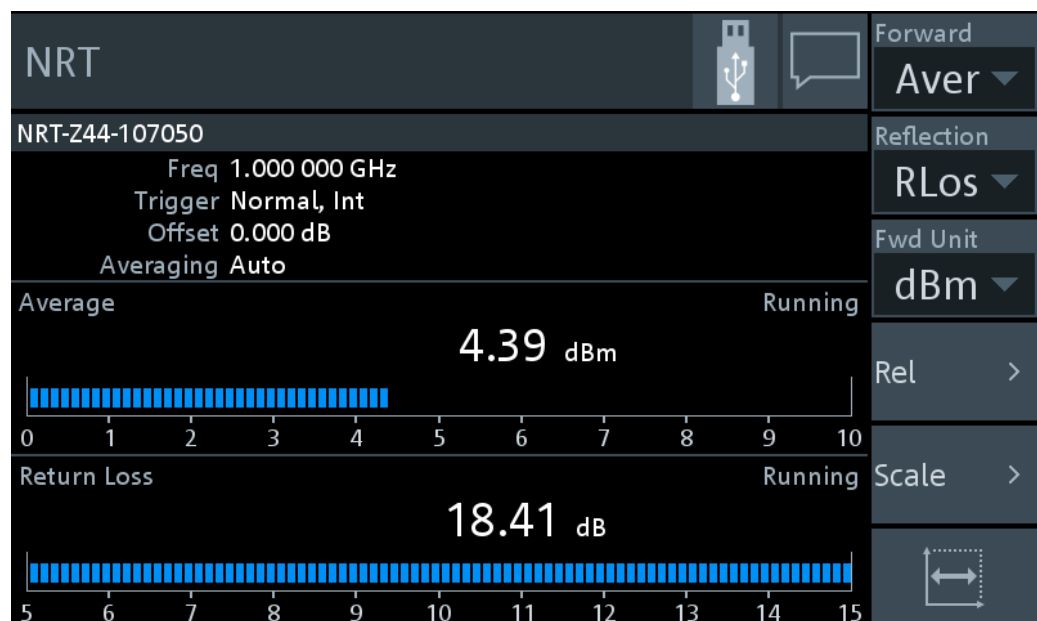 NRT
NRT-Z44-107050
Freq 1.000 000 GHz
Trigger Normal, Int
Offset 0.000 dB
Averaging Auto
Average Running
4.39 dBm
0 1 2 3 4 5 6 7 8 9 10
Return Loss Running
18.41 dB
5 6 7 8 9 10 11 12 13 14 15
Forward
Aver
Reflection
RLos
Fwd Unit
dBm
Rel >
Scale >